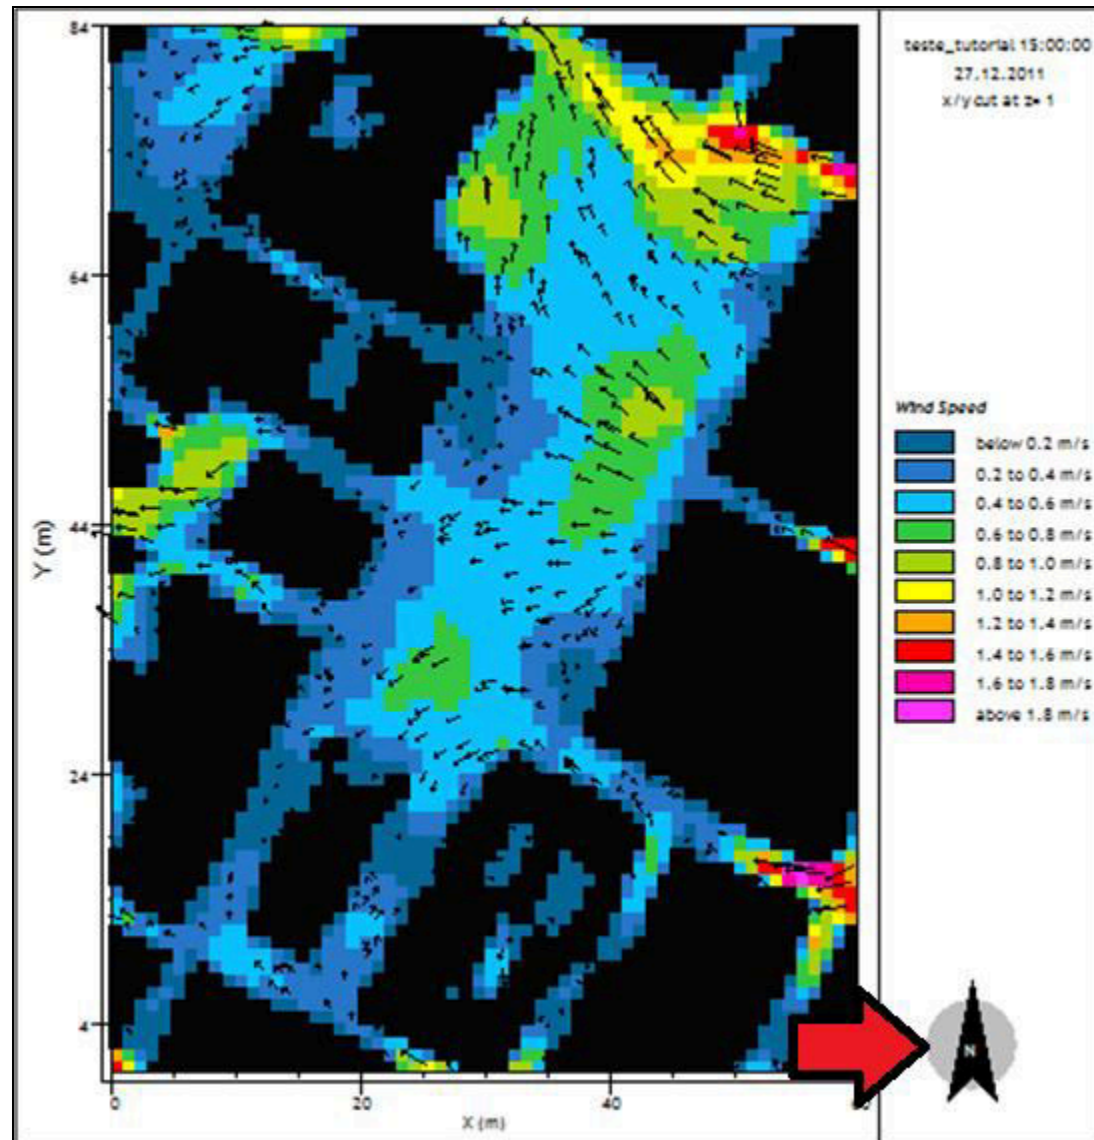 84
64
44
24
4
Y (m)
0
20
40
X (m)
teste_tutorial 15:00:00
27.12.2011
x/y cut at z= 1
Wind Speed
below 0.2 m/s
0.2 to 0.4 m/s
0.4 to 0.6 m/s
0.6 to 0.8 m/s
0.8 to 1.0 m/s
1.0 to 1.2 m/s
1.2 to 1.4 m/s
1.4 to 1.6 m/s
1.6 to 1.8 m/s
above 1.8 m/s
N